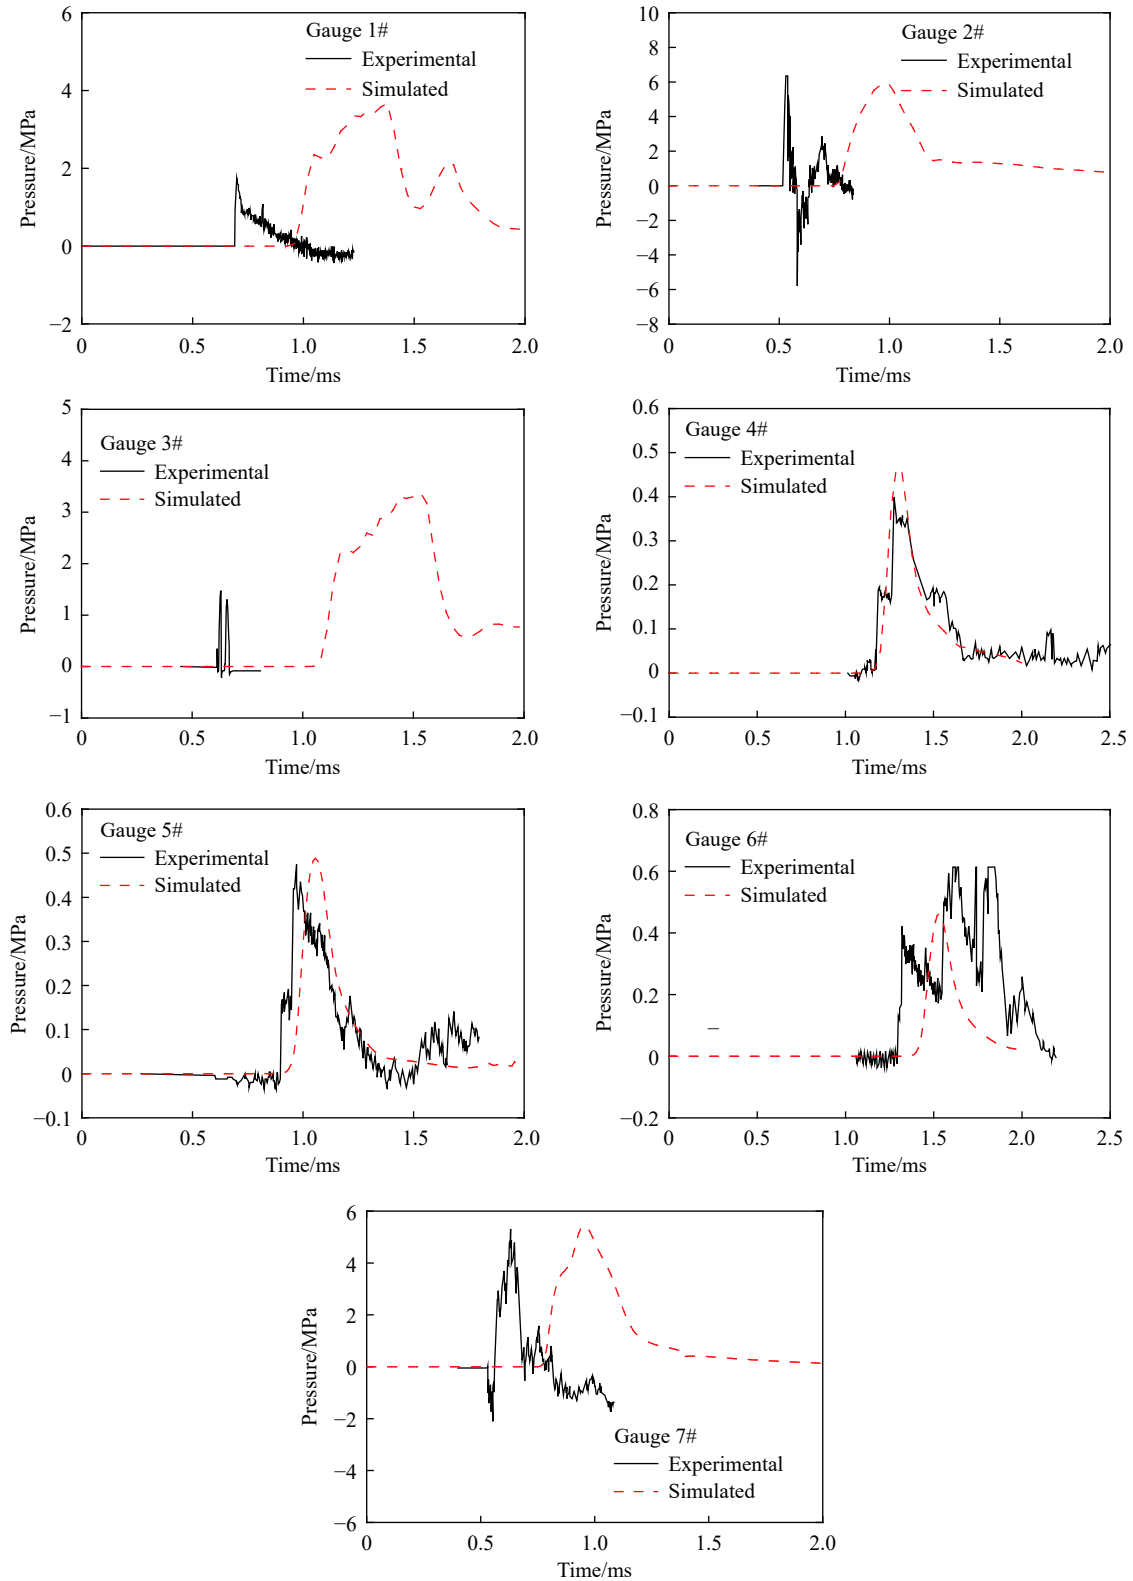 Gauge 1#
Experimental
Simulated
Pressure/MPa
6
4
2
0
−2
0
0.5
1.0
1.5
2.0
Time/ms
Gauge 2#
Experimental
Simulated
Pressure/MPa
10
8
6
4
2
0
−2
−4
−6
−8
0
0.5
1.0
1.5
2.0
Time/ms
Gauge 3#
Experimental
Simulated
Pressure/MPa
5
4
3
2
1
0
−1
0
0.5
1.0
1.5
2.0
Time/ms
Gauge 4#
Experimental
Simulated
Pressure/MPa
0.6
0.5
0.4
0.3
0.2
0.1
0
−0.1
0
0.5
1.0
1.5
2.0
2.5
Time/ms
Gauge 5#
Experimental
Simulated
Pressure/MPa
0.6
0.5
0.4
0.3
0.2
0.1
0
−0.1
0
0.5
1.0
1.5
2.0
Time/ms
Gauge 6#
Experimental
Simulated
Pressure/MPa
0.8
0.6
0.4
0.2
0
−0.2
0
0.5
1.0
1.5
2.0
2.5
Time/ms
Gauge 7#
Experimental
Simulated
Pressure/MPa
6
4
2
0
−2
−4
−6
0
0.5
1.0
1.5
2.0
Time/ms